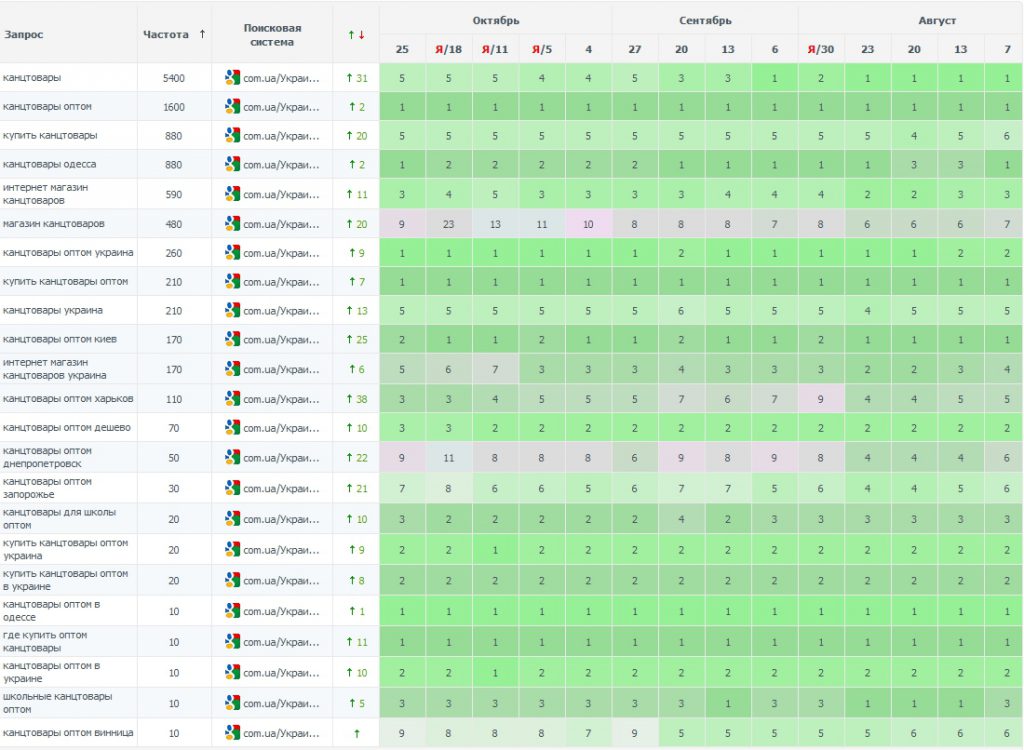 Запрос Частота ↑ Поисковая система ↑↓ Октябрь Сентябрь Август
25 Я/18 Я/11 Я/5 4 27 20 13 6 Я/30 23 20 13 7
канцтовары 5400 com.ua/Украи... ↑ 31 5 5 5 4 4 5 3 3 1 2 1 1 1 1
канцтовары оптом 1600 com.ua/Украи... ↑ 2 1 1 1 1 1 1 1 1 1 1 1 1 1 1
купить канцтовары 880 com.ua/Украи... ↑ 20 5 5 5 5 5 5 5 5 5 5 5 4 5 6
канцтовары одесса 880 com.ua/Украи... ↑ 2 1 2 2 2 2 2 1 1 1 1 1 3 3 1
интернет магазин
канцтоваров 590 com.ua/Украи... ↑ 11 3 4 5 3 3 3 3 4 4 4 2 2 3 3
магазин канцтоваров 480 com.ua/Украи... ↑ 20 9 23 13 11 10 8 8 8 7 8 6 6 6 7
канцтовары оптом украина 260 com.ua/Украи... ↑ 9 1 1 1 1 1 1 2 1 1 1 1 1 2 2
купить канцтовары оптом 210 com.ua/Украи... ↑ 7 1 1 1 1 1 1 1 1 1 1 1 1 1 1
канцтовары украина 210 com.ua/Украи... ↑ 13 5 5 5 5 5 5 6 5 5 5 4 5 5 5
канцтовары оптом киев 170 com.ua/Украи... ↑ 25 2 1 1 2 1 1 2 1 1 2 1 1 1 1
интернет магазин
канцтоваров украина 170 com.ua/Украи... ↑ 6 5 6 7 3 3 3 4 3 3 3 2 2 3 4
канцтовары оптом харьков 110 com.ua/Украи... ↑ 38 3 3 4 5 5 5 7 6 7 9 4 4 5 5
канцтовары оптом дешево 70 com.ua/Украи... ↑ 10 3 3 2 2 2 2 2 2 2 2 2 2 2 2
канцтовары оптом
днепропетровск 50 com.ua/Украи... ↑ 22 9 11 8 8 8 6 9 8 9 8 4 4 4 6
канцтовары оптом
запорожье 30 com.ua/Украи... ↑ 21 7 8 6 6 5 6 7 7 5 6 4 4 5 6
канцтовары для школы
оптом 20 com.ua/Украи... ↑ 10 3 2 2 2 2 2 4 2 3 3 3 3 3 3
купить канцтовары оптом
украина 20 com.ua/Украи... ↑ 9 2 2 1 2 2 2 2 2 2 2 2 2 2 2
купить канцтовары оптом
в украине 20 com.ua/Украи... ↑ 8 2 2 2 2 2 2 2 2 2 2 2 2 2 2
канцтовары оптом в
одессе 10 com.ua/Украи... ↑ 1 1 1 1 1 1 1 1 1 1 1 1 1 1 1
где купить оптом
канцтовары 10 com.ua/Украи... ↑ 11 1 1 1 1 1 1 1 1 1 1 1 1 1 1
канцтовары оптом в
украине 10 com.ua/Украи... ↑ 10 2 2 1 2 2 2 2 2 2 2 2 2 2 2
школьные канцтовары
оптом 10 com.ua/Украи... ↑ 5 3 3 3 3 3 3 3 1 3 3 1 1 1 3
канцтовары оптом винница 10 com.ua/Украи... ↑ 9 8 8 8 7 9 5 5 5 5 5 6 6 6